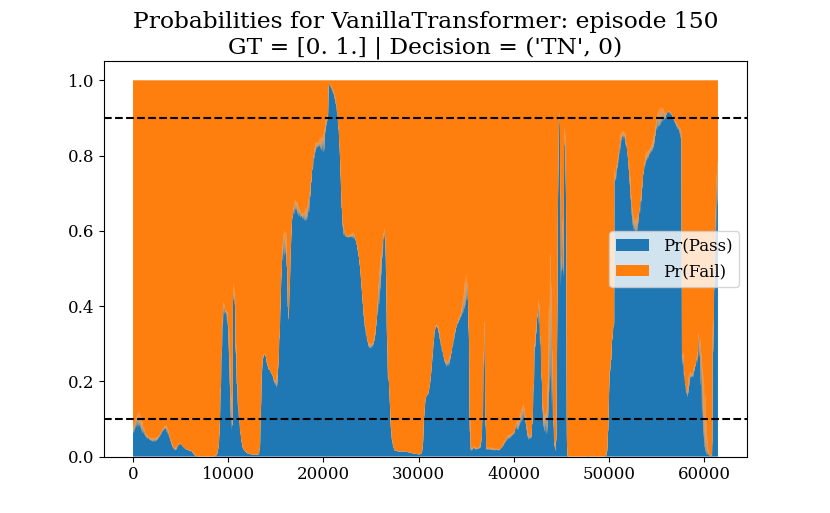 Probabilities for VanillaTransformer: episode 150
GT = [0. 1.] | Decision = ('TN', 0)
1.0
0.8
0.6
0.4
0.2
0.0
Pr(Pass)
Pr(Fail)
0 10000 20000 30000 40000 50000 60000